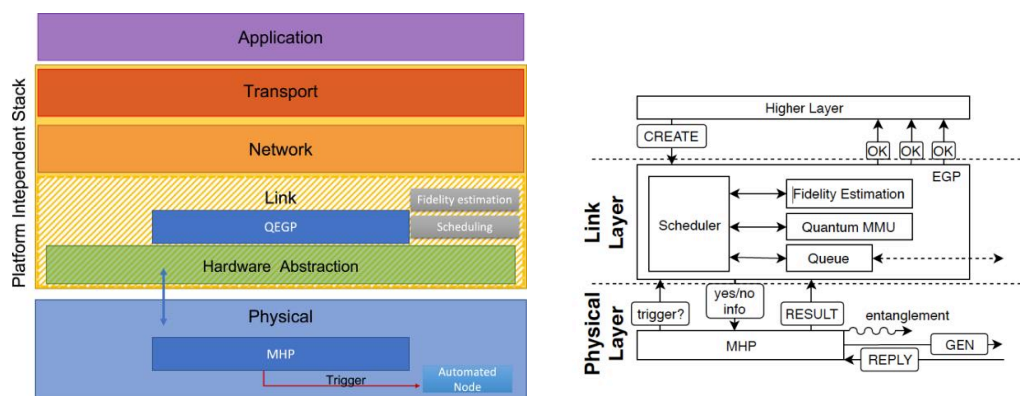 Platform Independent Stack
Application
Transport
Network
Link
Fidelity estimation
QEGP
Scheduling
Hardware Abstraction
Physical
MHP
Trigger
Automated
Node
Higher Layer
CREATE
OK
OK
OK
EGP
Link
Layer
Scheduler
Fidelity Estimation
Quantum MMU
Queue
Physical
Layer
trigger?
yes/no
info
RESULT
entanglement
MHP
GEN
REPLY